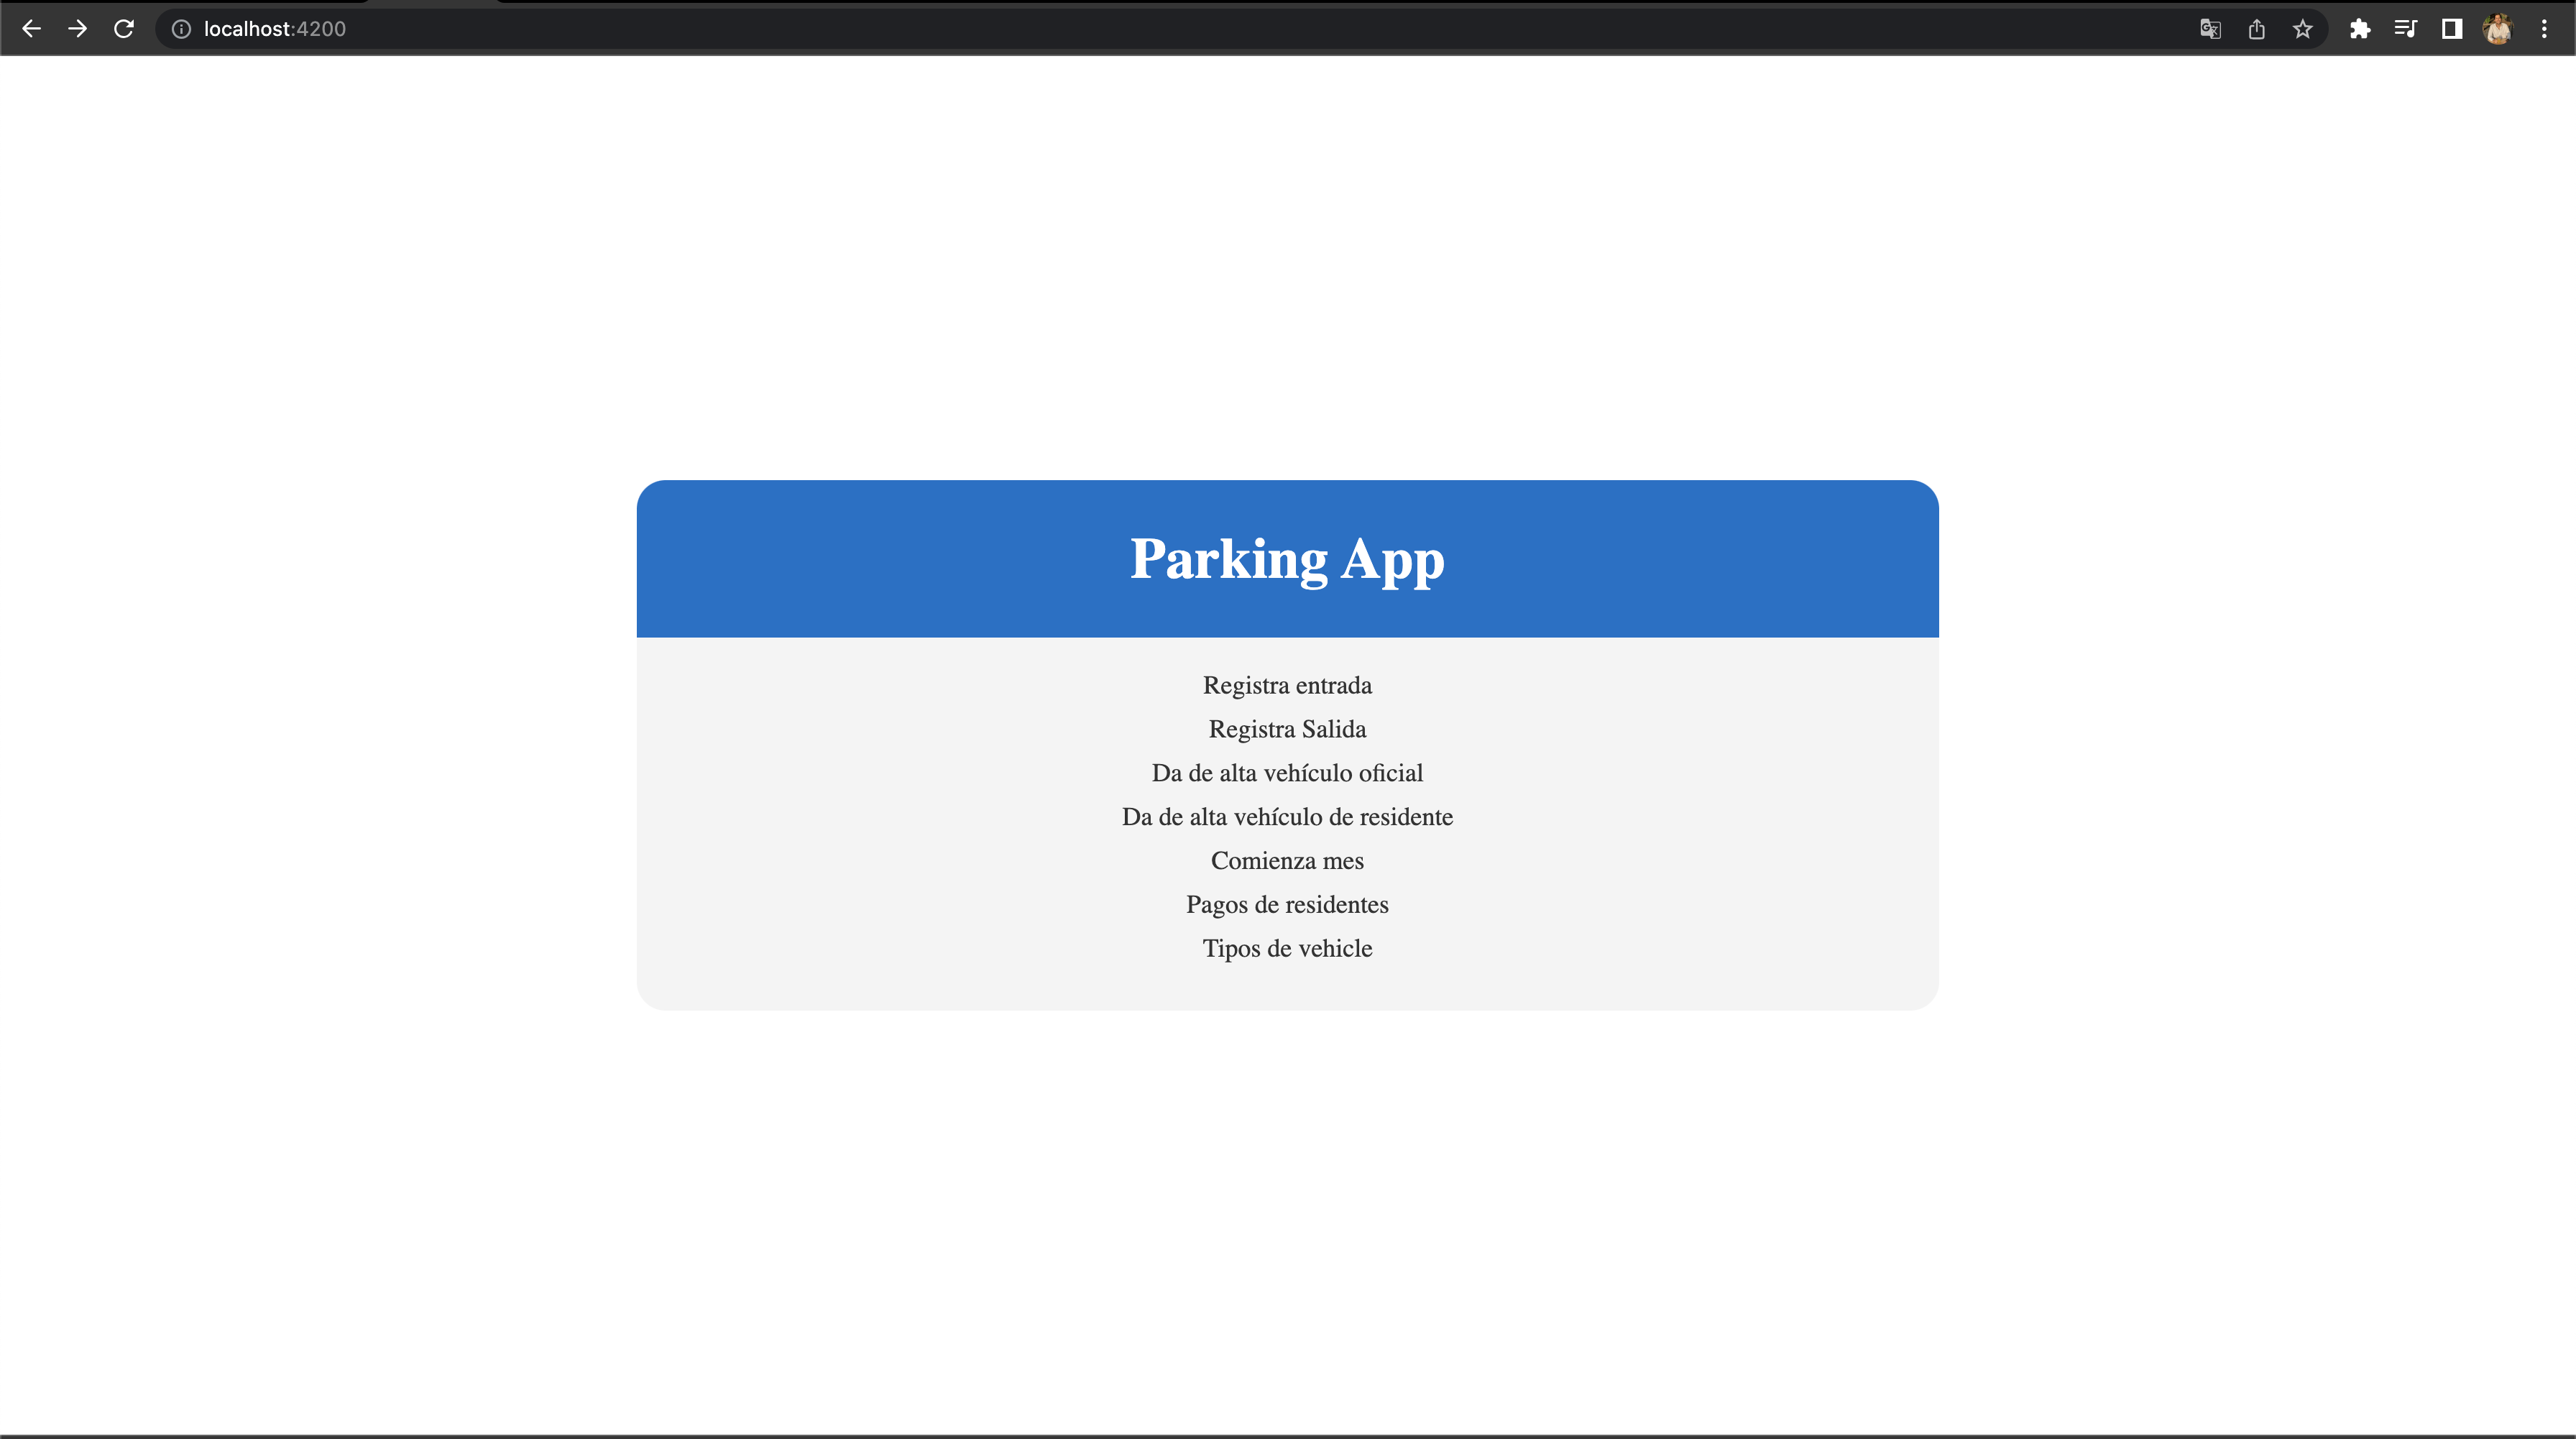 localhost:4200
Parking App
Registra entrada
Registra Salida
Da de alta vehículo oficial
Da de alta vehículo de residente
Comienza mes
Pagos de residentes
Tipos de vehicle